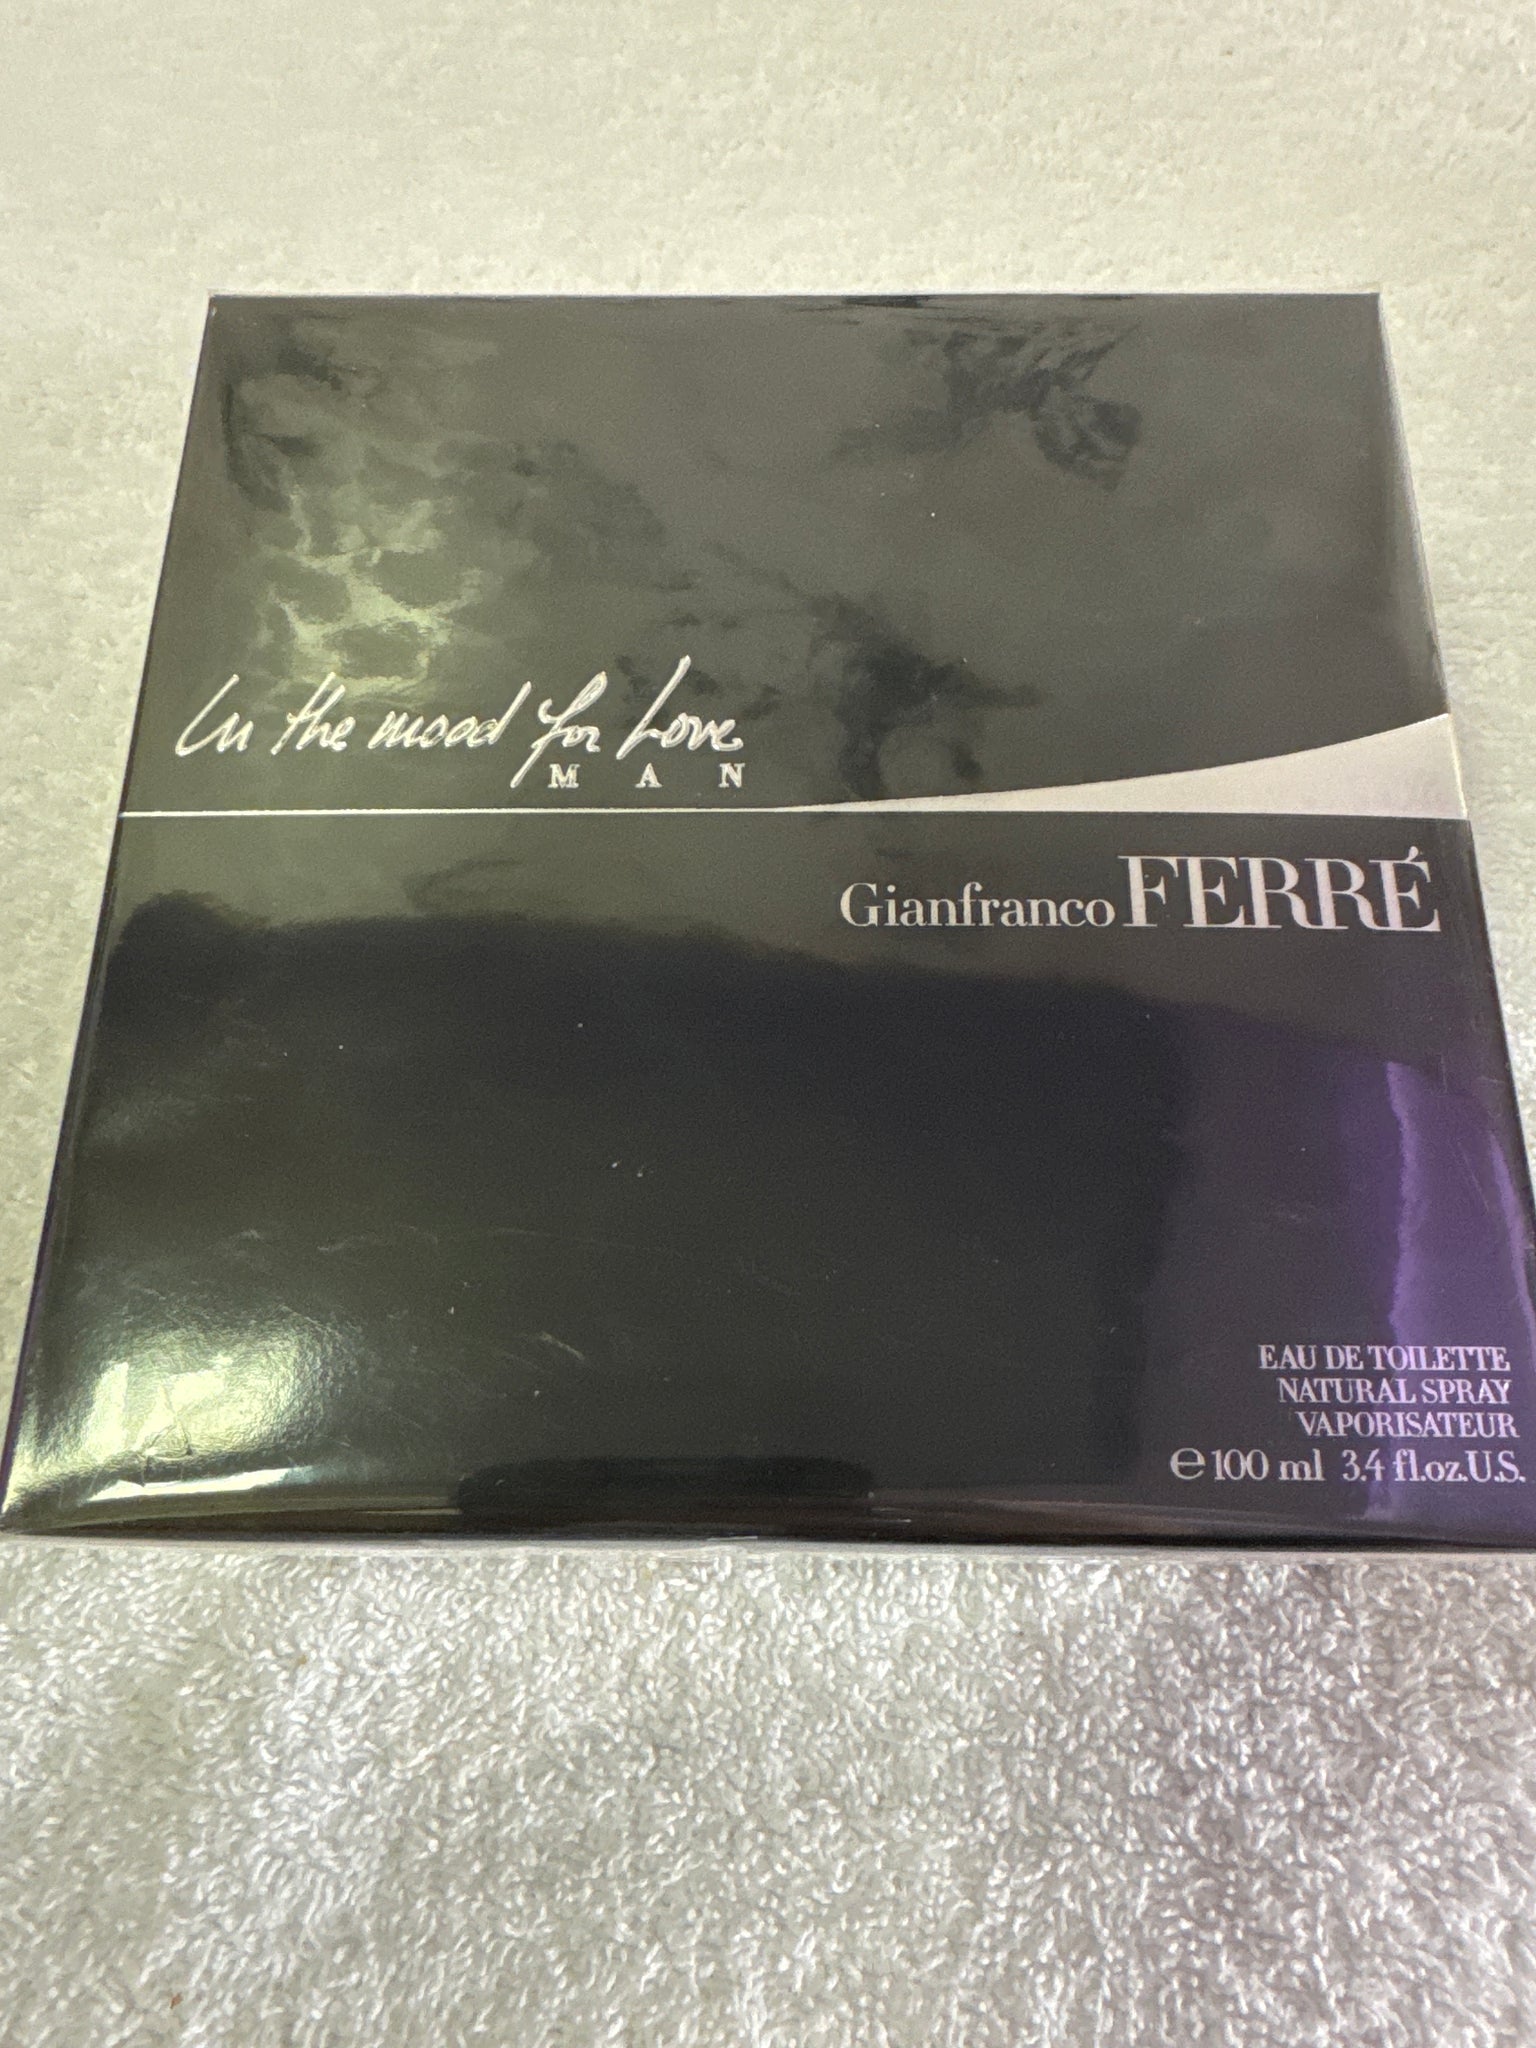 In the mood for Love
MAN
Gianfranco FERRÉ
EAU DE TOILETTE
NATURAL SPRAY
VAPORISATEUR
℮100 ml 3.4 fl.oz.U.S.